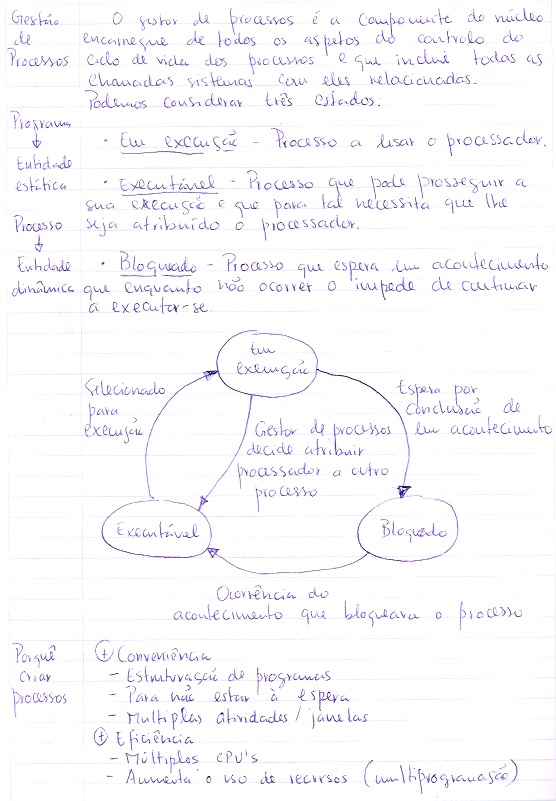 Gestão
de
Processos
O gestor de processos é a componente do núcleo
encarregue de todos os aspetos do controlo do
ciclo de vida dos processos e que inclui todas as
chamadas sistemas com eles relacionadas.
Podemos considerar três estados:
Programa
Entidade
estática
Processo
Entidade
dinâmica
· Em execução - Processo a usar o processador.
· Executável - Processo que pode prosseguir a
sua execução e que para tal necessita que lhe
seja atribuído o processador.
· Bloqueado - Processo que espera um acontecimento
que enquanto não ocorrer o impede de continuar
a executar-se.
Em
execução
Selecionado
para
execução
Gestor de processos
decide atribuir
processador a outro
processo
Espera por
conclusão de
um acontecimento
Executável
Bloqueado
Ocorrência do
acontecimento que bloqueara o processo
Porquê
criar
processos
+ Conveniência
- Estruturação de programas
- Para não estar à espera
- Multiplas atividades / janelas
+ Eficiência
- Múltiplos CPU's
- Aumenta o uso de recursos (multiprogramação)